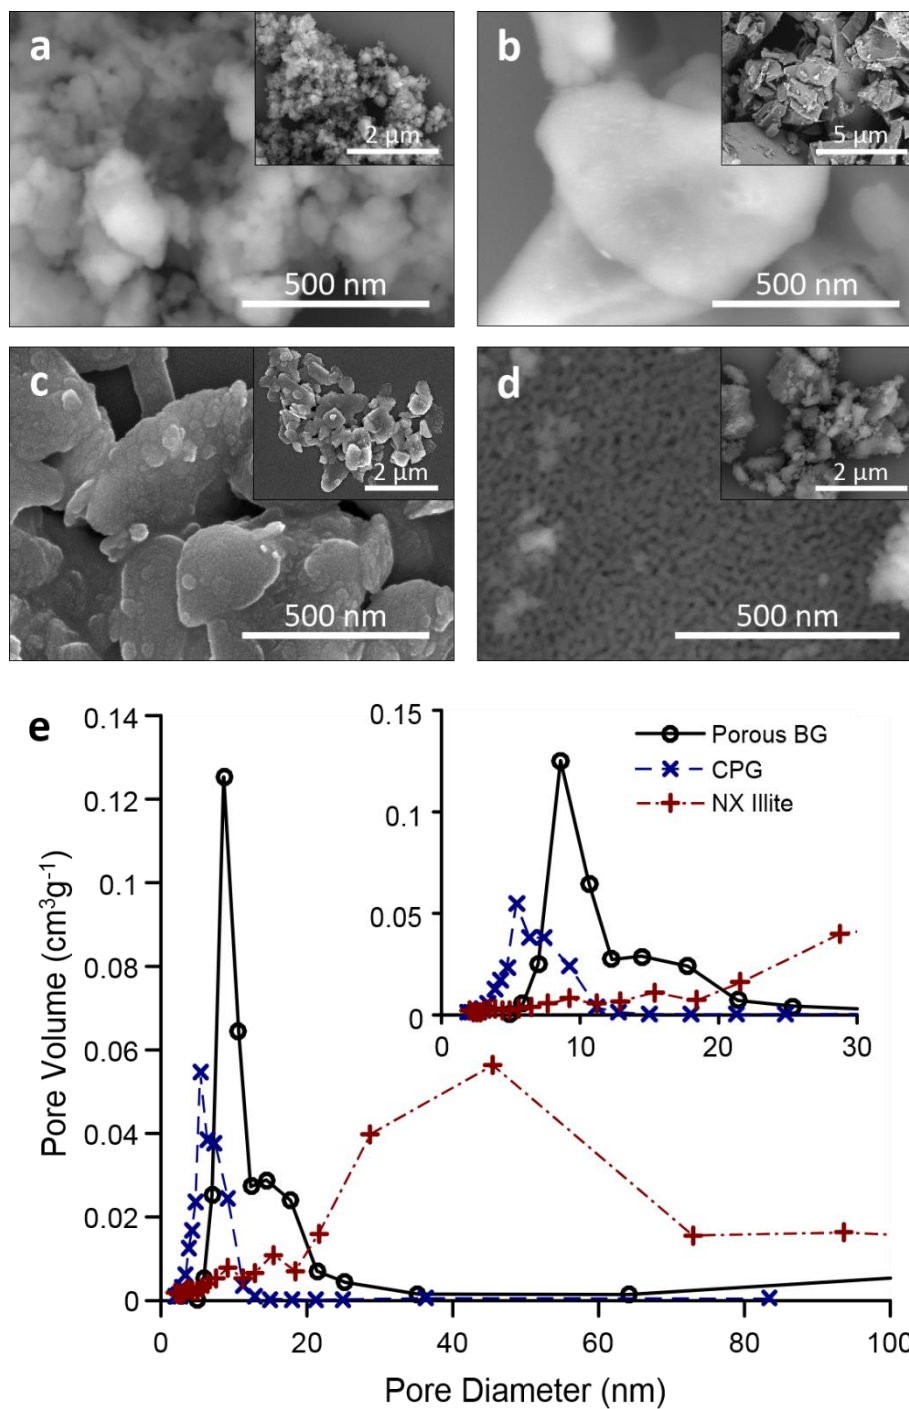 a
2 µm
500 nm
b
5 µm
500 nm
c
2 µm
500 nm
d
2 µm
500 nm
e
0.14
0.12
0.1
0.08
0.06
0.04
0.02
0
Pore Volume (cm³g⁻¹)
0 20 40 60 80 100
Pore Diameter (nm)
0.15
0.1
0.05
0
0 10 20 30
Porous BG
CPG
NX Illite